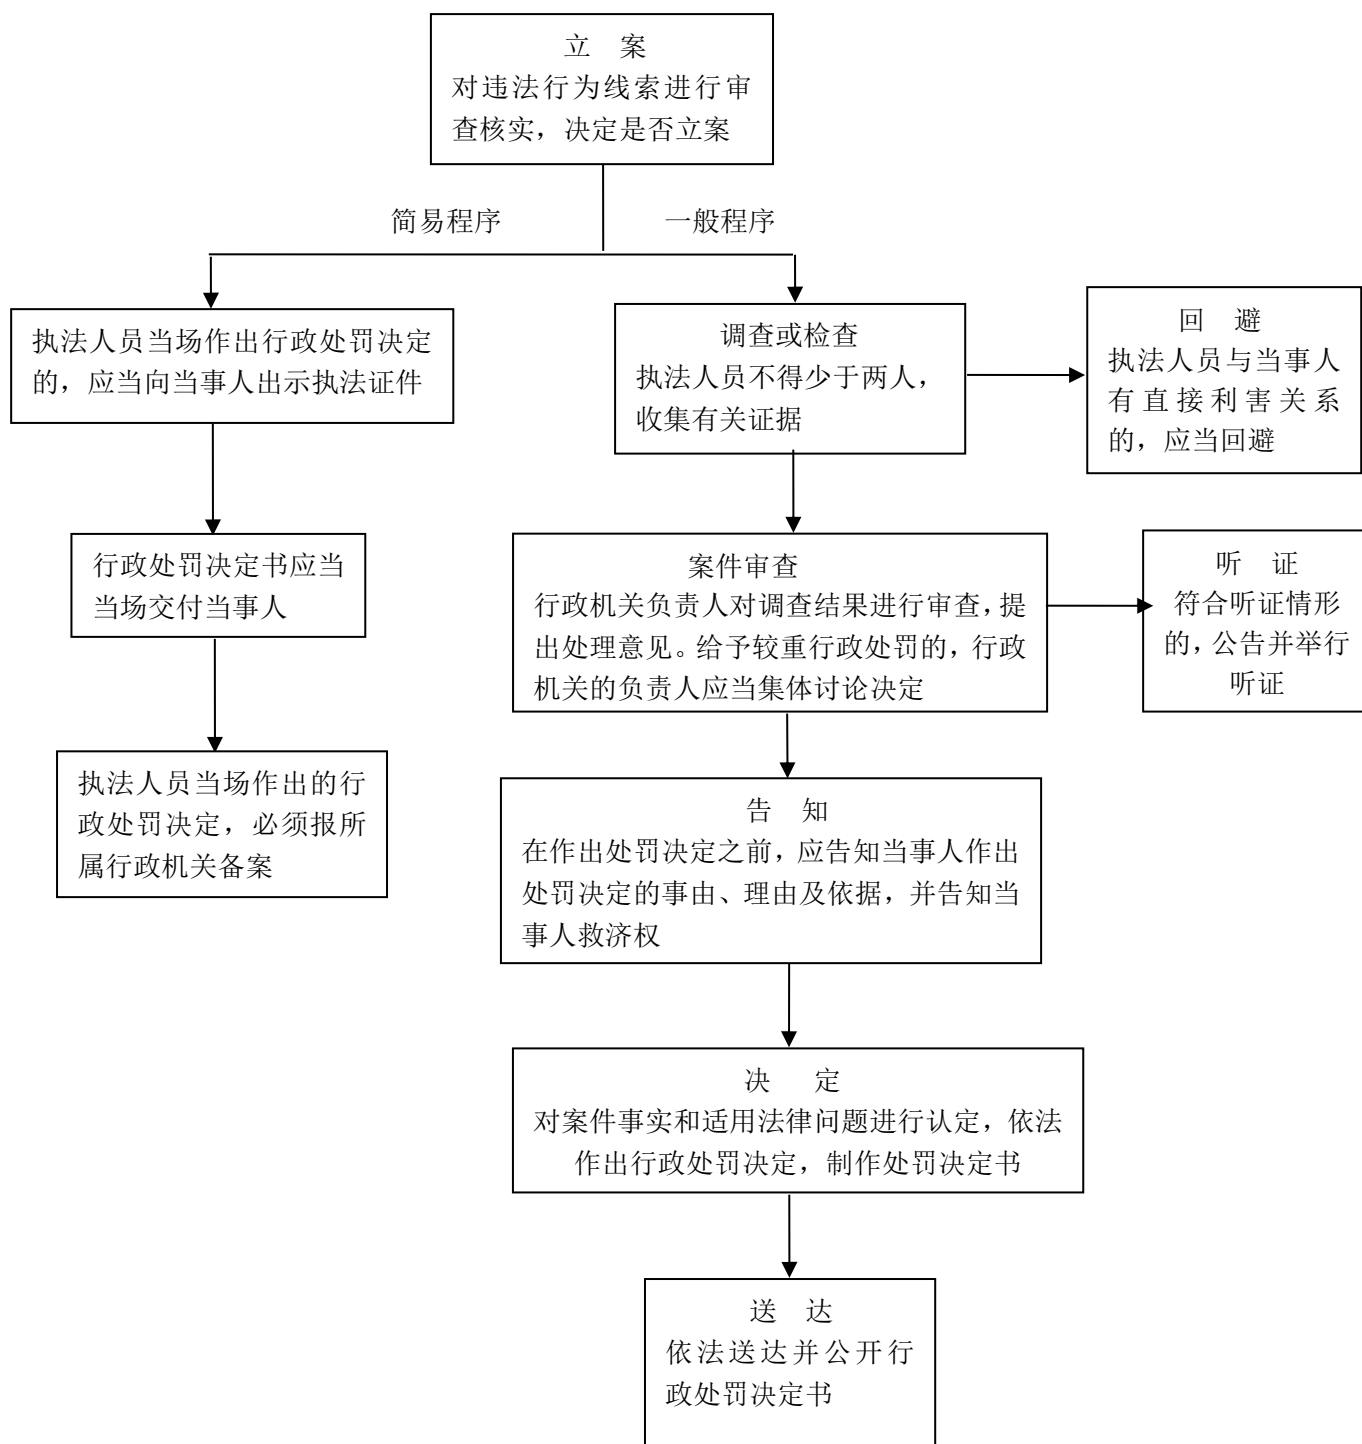 立 案
对违法行为线索进行审
查核实，决定是否立案
简易程序
一般程序
执法人员当场作出行政处罚决定
的，应当向当事人出示执法证件
调查或检查
执法人员不得少于两人，
收集有关证据
回 避
执法人员与当事人
有直接利害关系
的，应当回避
行政处罚决定书应当
当场交付当事人
案件审查
行政机关负责人对调查结果进行审查，提
出处理意见。给予较重行政处罚的，行政
机关的负责人应当集体讨论决定
听 证
符合听证情形
的，公告并举行
听证
执法人员当场作出的行
政处罚决定，必须报所
属行政机关备案
告 知
在作出处罚决定之前，应告知当事人作出
处罚决定的事由、理由及依据，并告知当
事人救济权
决 定
对案件事实和适用法律问题进行认定，依法
作出行政处罚决定，制作处罚决定书
送 达
依法送达并公开行
政处罚决定书